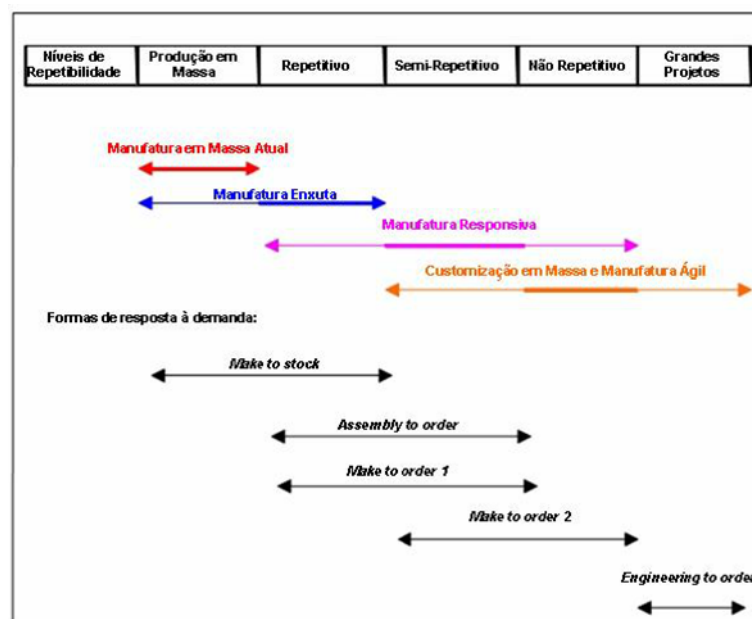 Níveis de
Repetibilidade
Produção em
Massa
Repetitivo
Semi-Repetitivo
Não Repetitivo
Grandes
Projetos
Manufatura em Massa Atual
Manufatura Enxuta
Manufatura Responsiva
Customização em Massa e Manufatura Ágil
Formas de resposta à demanda:
Make to stock
Assembly to order
Make to order 1
Make to order 2
Engineering to order